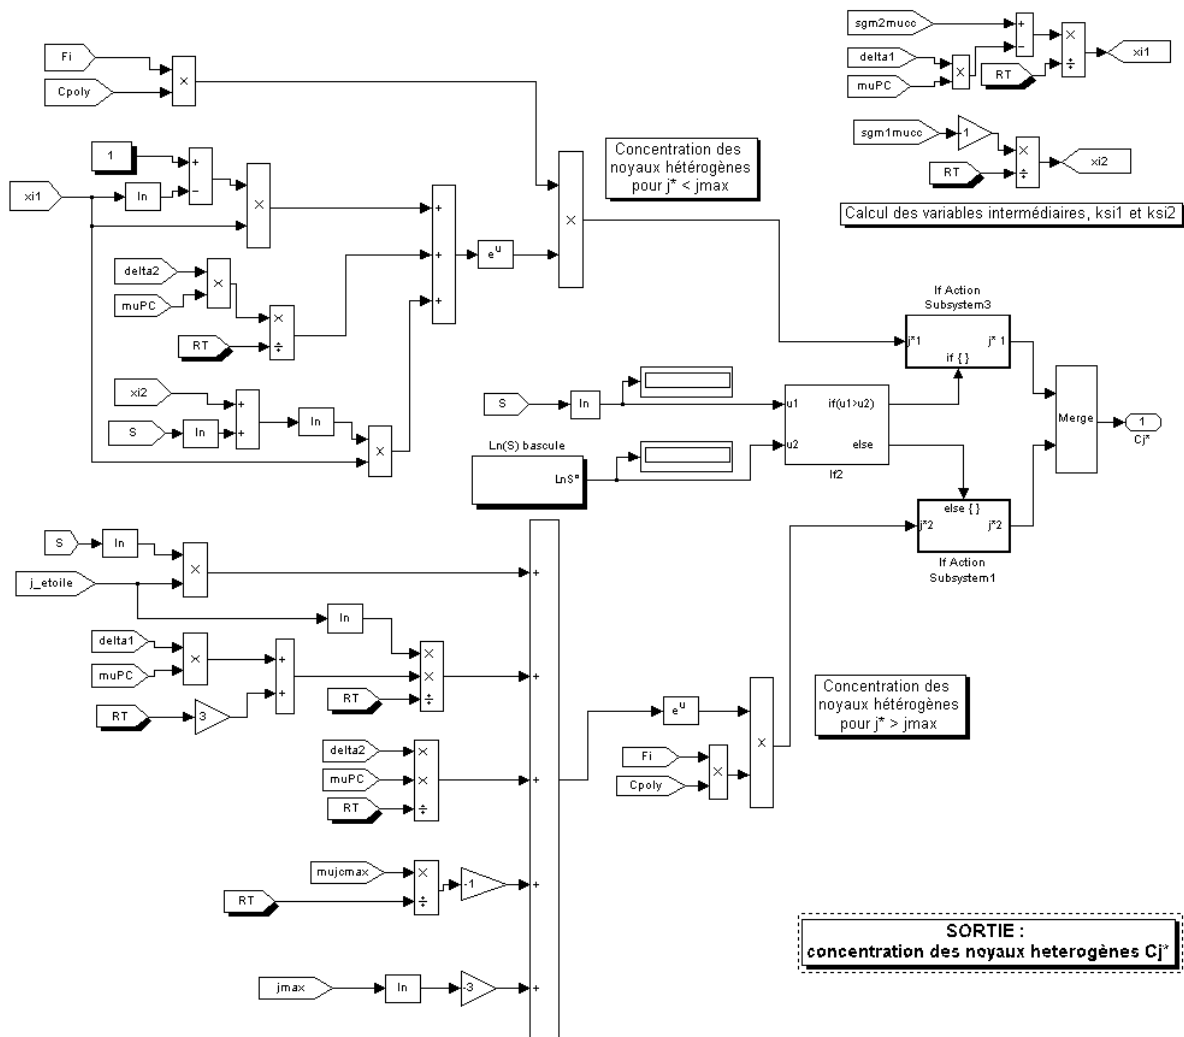 sgm2mucc
+
−
delta1
×
muPC
×
RT
÷
xi1
sgm1mucc
-1
×
RT
÷
xi2
Calcul des variables intermédiaires, ksi1 et ksi2
Fi
Cpoly
×
1
+
−
xi1
ln
×
delta2
muPC
×
×
RT
÷
xi2
S
ln
+
+
ln
×
+
+
+
e^u
×
Concentration des
noyaux hétérogènes
pour j* < jmax
S
ln
Ln(S) bascule
LnS*
u1
u2
if(u1>u2)
else
If2
If Action
Subsystem3
j*1
j* 1
if { }
else { }
j*2
j*2
If Action
Subsystem1
Merge
1
Cj*
S
ln
×
j_etoile
ln
delta1
muPC
×
+
+
RT
3
×
×
RT
÷
delta2
×
muPC
×
RT
÷
mujcmax
×
RT
÷
-1
jmax
ln
-3
+
+
+
+
+
e^u
Fi
Cpoly
×
×
Concentration des
noyaux hétérogènes
pour j* > jmax
SORTIE :
concentration des noyaux heterogènes Cj*